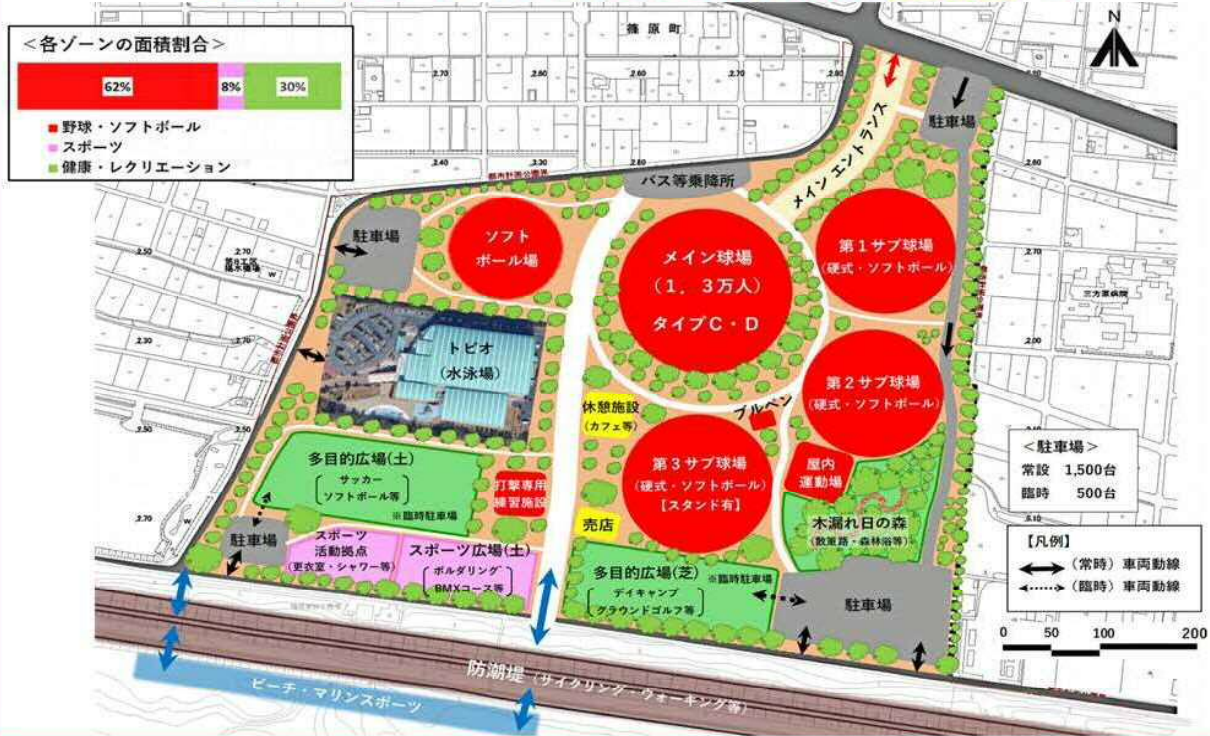 <各ゾーンの面積割合>
62%
8%
30%
野球・ソフトボール
スポーツ
健康・レクリエーション
篠原町
N
駐車場
メインエントランス
バス等乗降所
都市計画公園界
駐車場
ソフト
ボール場
メイン球場
(1．3万人)
タイプC・D
第1サブ球場
(硬式・ソフトボール)
三方原病院
トビオ
(水泳場)
第2サブ球場
(硬式・ソフトボール)
休憩施設
(カフェ等)
ブルペン
第3サブ球場
(硬式・ソフトボール)
[スタンド有]
屋内
運動場
<駐車場>
常設 1,500台
臨時 500台
多目的広場(土)
サッカー
ソフトボール等
※臨時駐車場
打撃専用
練習施設
売店
木漏れ日の森
(散策路・森林浴等)
駐車場
スポーツ
活動拠点
(更衣室・シャワー等)
スポーツ広場(土)
ボルダリング
BMXコース等
多目的広場(芝)
※臨時駐車場
デイキャンプ
グラウンドゴルフ等
駐車場
【凡例】
(常時)車両動線
(臨時)車両動線
0 50 100 200
防潮堤(サイクリング・ウォーキング等)
ビーチ・マリンスポーツ